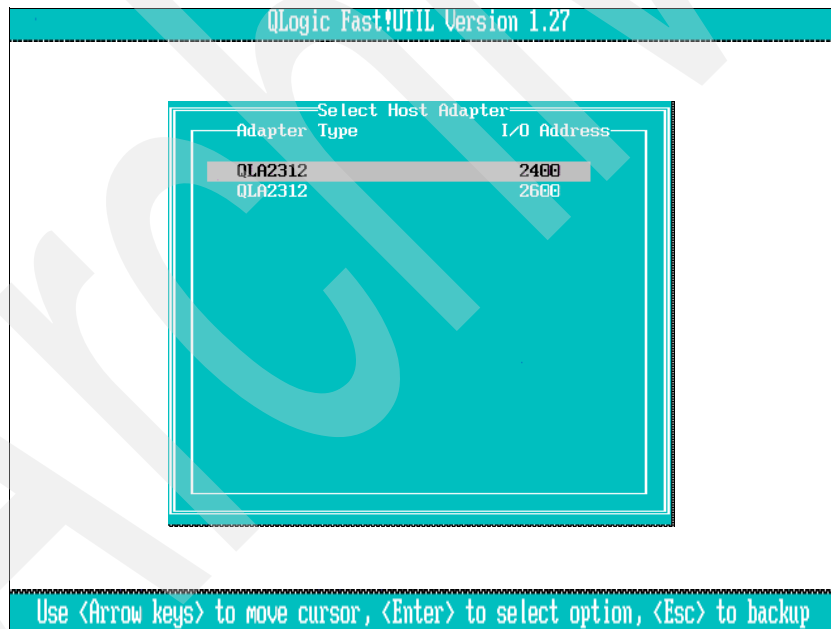 QLogic Fast!UTIL Version 1.27
Select Host Adapter
Adapter Type I/O Address
QLA2312 2400
QLA2312 2600
Use <Arrow keys> to move cursor, <Enter> to select option, <Esc> to backup